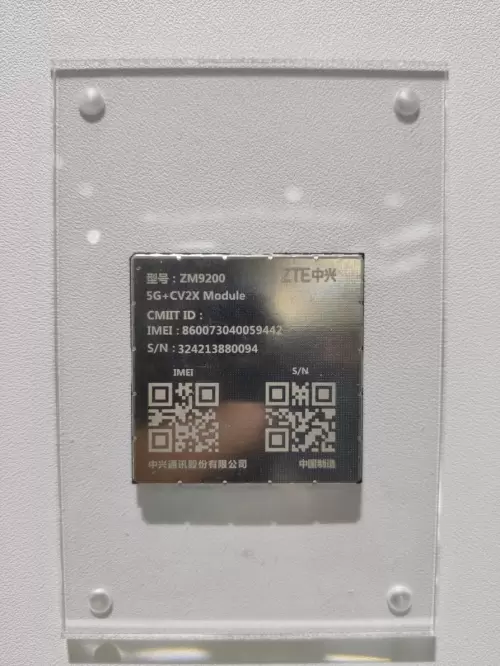 型号：ZM9200
ZTE中兴
5G+CV2X Module
CMIIT ID：
IMEI：860073040059442
S/N：324213880094
IMEI
S/N
中兴通讯股份有限公司
中国制造